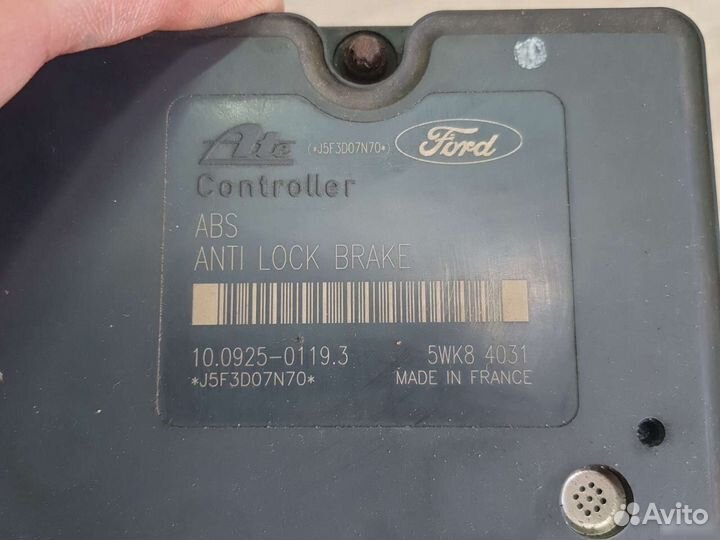 Ate (*J5F3D07N70*) Ford
Controller
ABS
ANTI LOCK BRAKE
10.0925-0119.3 5WK8 4031
*J5F3D07N70* MADE IN FRANCE
Avito